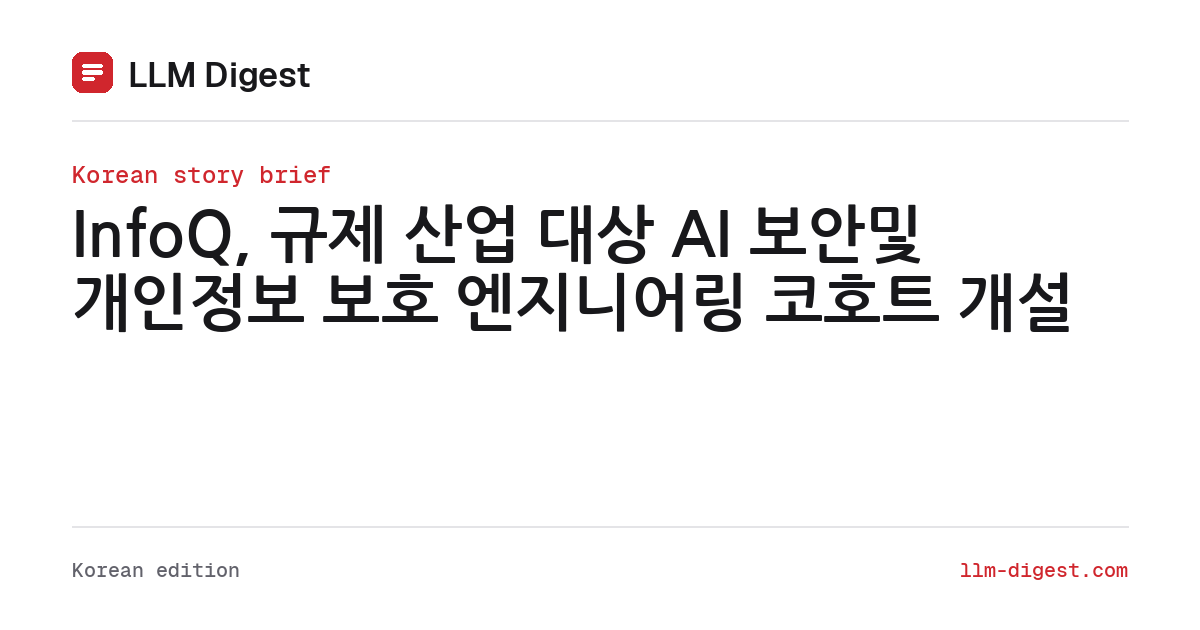 LLM Digest
Korean story brief
InfoQ, 규제 산업 대상 AI 보안및
개인정보 보호 엔지니어링 코호트 개설
Korean edition
llm-digest.com